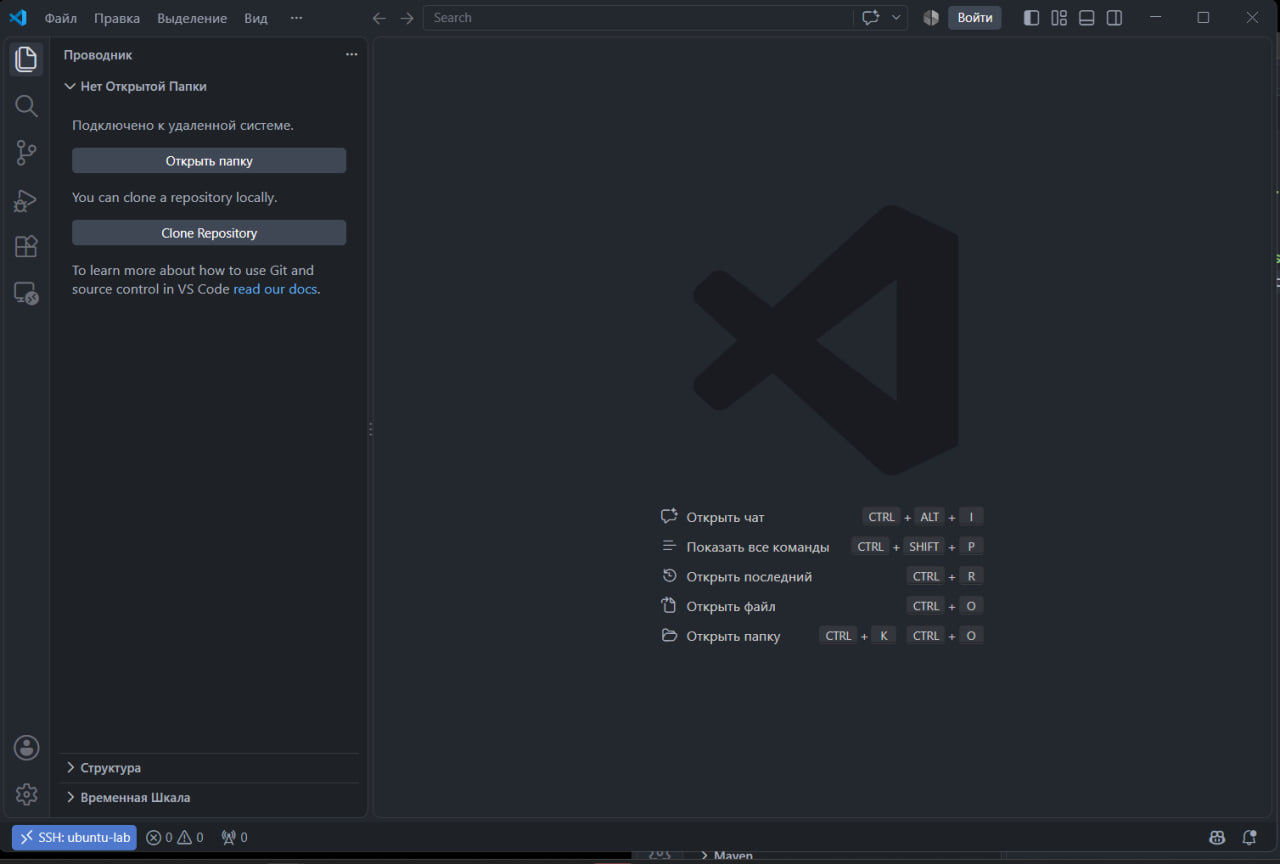 Файл Правка Выделение Вид ··· Search Войти
Проводник ···
Нет Открытой Папки
Подключено к удаленной системе.
Открыть папку
You can clone a repository locally.
Clone Repository
To learn more about how to use Git and
source control in VS Code read our docs.
Открыть чат CTRL + ALT + I
Показать все команды CTRL + SHIFT + P
Открыть последний CTRL + R
Открыть файл CTRL + O
Открыть папку CTRL + K CTRL + O
Структура
Временная Шкала
SSH: ubuntu-lab 0 0 0
Maven